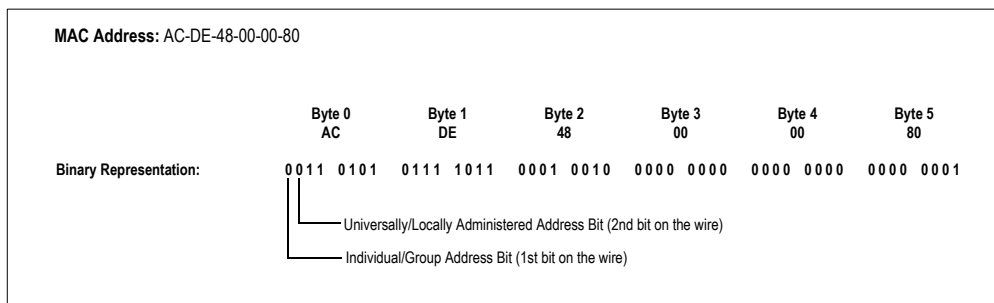 MAC Address: AC-DE-48-00-00-80
Byte 0 Byte 1 Byte 2 Byte 3 Byte 4 Byte 5
AC DE 48 00 00 80
Binary Representation: 0011 0101 0111 1011 0001 0010 0000 0000 0000 0000 0000 0001
Universally/Locally Administered Address Bit (2nd bit on the wire)
Individual/Group Address Bit (1st bit on the wire)